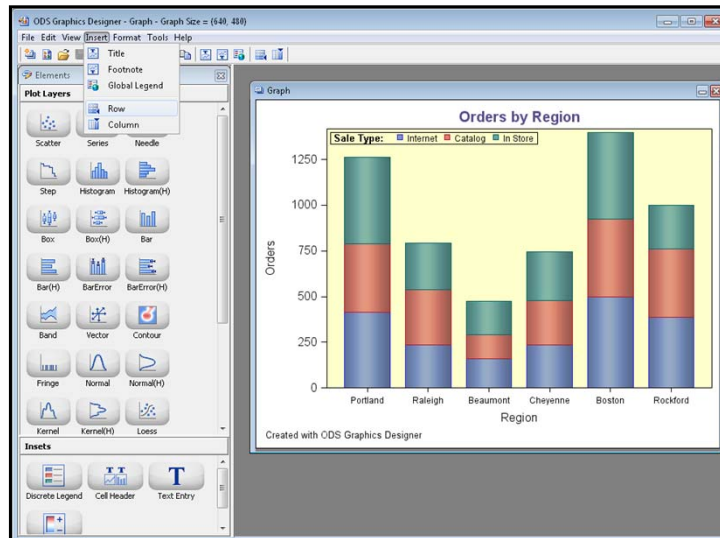 ODS Graphics Designer - Graph - Graph Size = (640, 480)
File Edit View Insert Format Tools Help
Title
Footnote
Global Legend
Row
Column
Elements
Plot Layers
Scatter Series Needle
Step Histogram Histogram(H)
Box Box(H) Bar
Bar(H) BarError BarError(H)
Band Vector Contour
Fringe Normal Normal(H)
Kernel Kernel(H) Loess
Insets
Discrete Legend Cell Header Text Entry
Graph
Orders by Region
Sale Type: Internet Catalog In Store
1250
1000
750
500
250
0
Orders
Portland Raleigh Beaumont Cheyenne Boston Rockford
Region
Created with ODS Graphics Designer